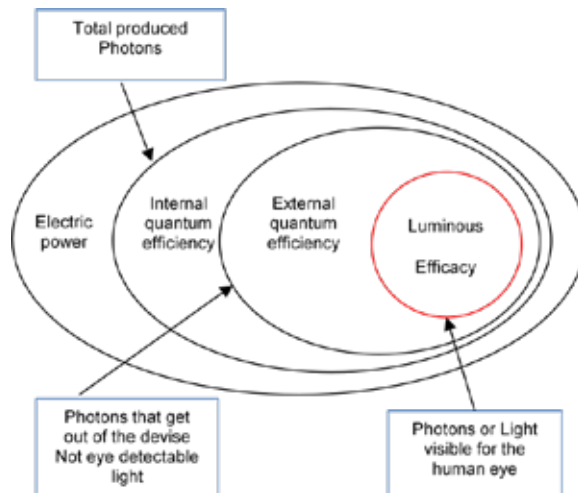 Total produced
Photons
Electric
power
Internal
quantum
efficiency
External
quantum
efficiency
Luminous
Efficacy
Photons that get
out of the devise
Not eye detectable
light
Photons or Light
visible for the
human eye